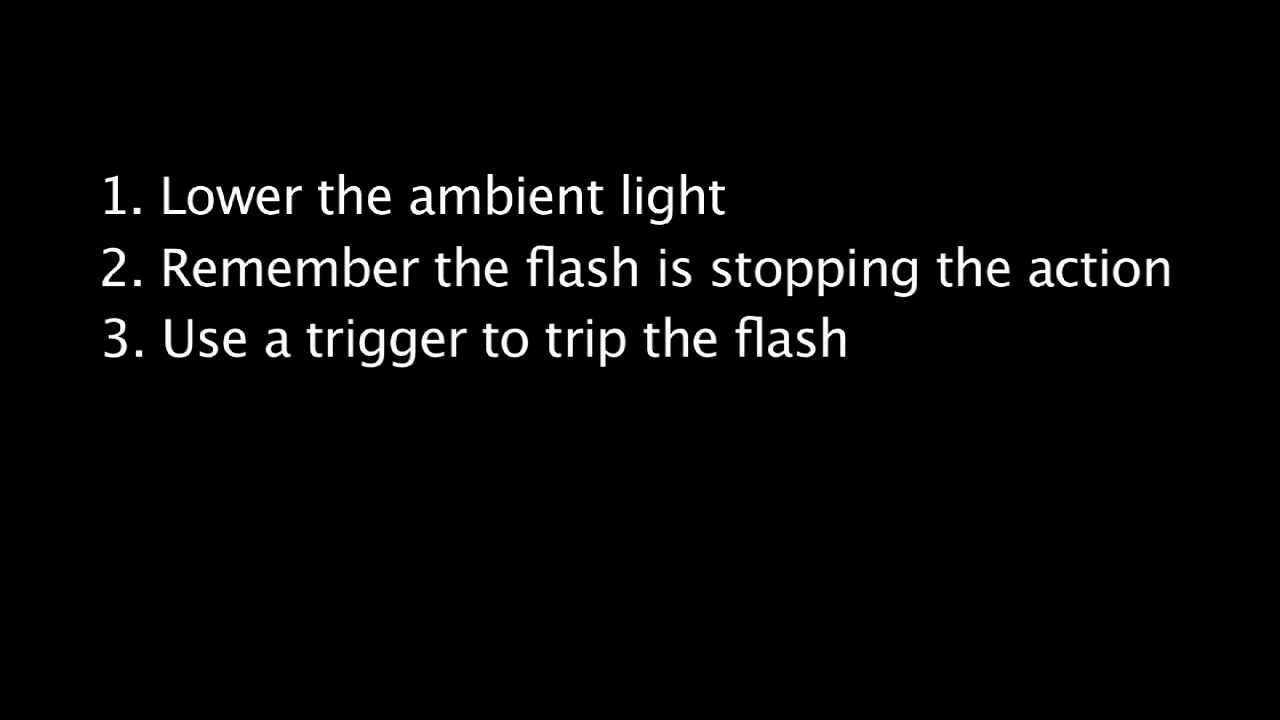 1. Lower the ambient light
2. Remember the flash is stopping the action
3. Use a trigger to trip the flash